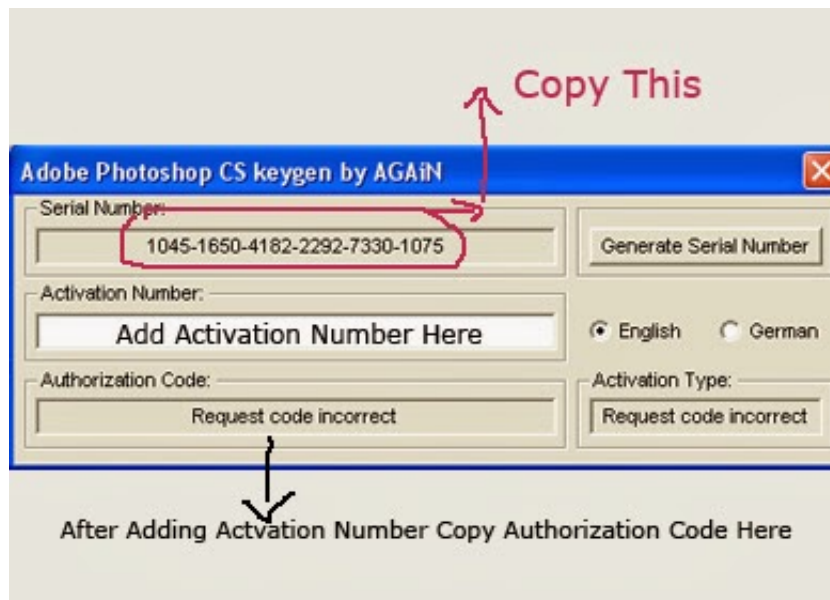 Copy This
Adobe Photoshop CS keygen by AGAiN
Serial Number:
1045-1650-4182-2292-7330-1075
Generate Serial Number
Activation Number:
Add Activation Number Here
English German
Authorization Code:
Activation Type:
Request code incorrect
Request code incorrect
After Adding Actvation Number Copy Authorization Code Here